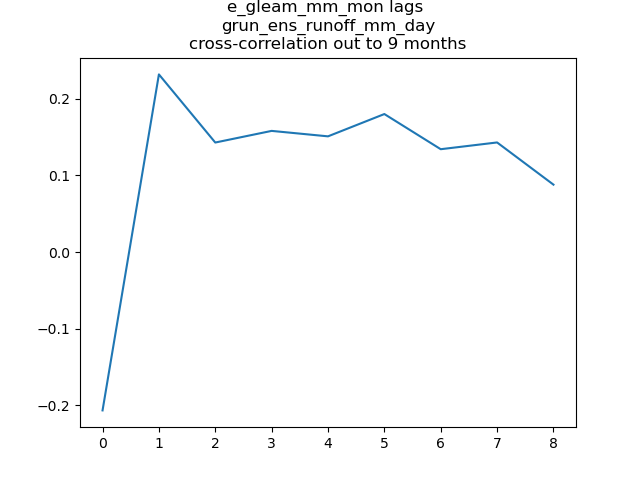 e_gleam_mm_mon lags
grun_ens_runoff_mm_day
cross-correlation out to 9 months
0.2
0.1
0.0
−0.1
−0.2
0 1 2 3 4 5 6 7 8